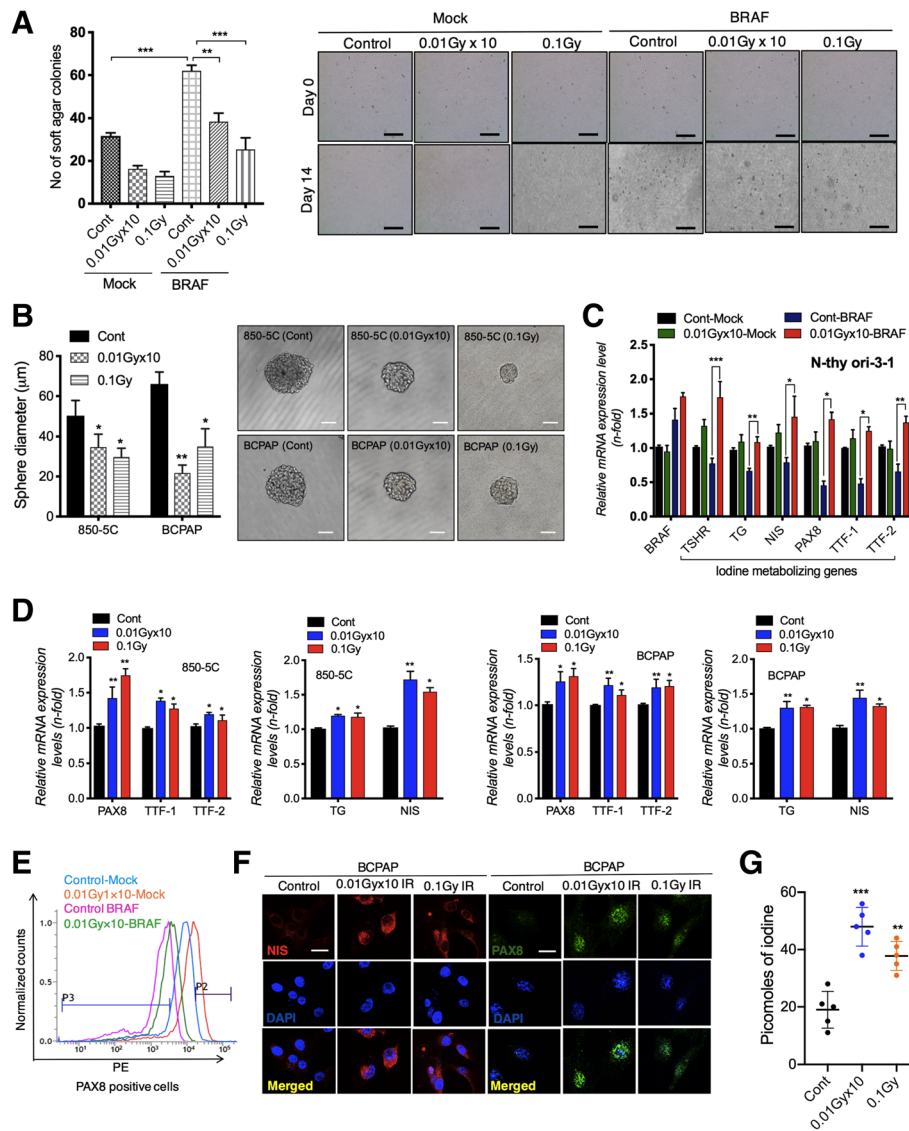 A
No of soft agar colonies
80
60
40
20
0
***
**
***
Cont
0.01Gyx10
0.1Gy
Cont
0.01Gyx10
0.1Gy
Mock
BRAF
Mock
BRAF
Control
0.01Gy x 10
0.1Gy
Control
0.01Gy x 10
0.1Gy
Day 0
Day 14
B
Cont
0.01Gyx10
0.1Gy
Sphere diameter (μm)
80
60
40
20
0
*
*
**
*
850-5C
BCPAP
850-5C (Cont)
850-5C (0.01Gyx10)
850-5C (0.1Gy)
BCPAP (Cont)
BCPAP (0.01Gyx10)
BCPAP (0.1Gy)
C
Cont-Mock
Cont-BRAF
0.01Gyx10-Mock
0.01Gyx10-BRAF
N-thy ori-3-1
Relative mRNA expression level
(n-fold)
2.5
2.0
1.5
1.0
0.5
0.0
***
**
*
*
*
**
BRAF
TSHR
TG
NIS
PAX8
TTF-1
TTF-2
Iodine metabolizing genes
D
Cont
0.01Gyx10
0.1Gy
850-5C
Relative mRNA expression
levels (n-fold)
2.0
1.5
1.0
0.5
0.0
**
**
*
*
*
*
PAX8
TTF-1
TTF-2
Cont
0.01Gyx10
0.1Gy
850-5C
Relative mRNA expression
levels (n-fold)
2.0
1.5
1.0
0.5
0.0
*
*
**
*
TG
NIS
Cont
0.01Gyx10
0.1Gy
BCPAP
Relative mRNA expression
levels (n-fold)
1.5
1.0
0.5
0.0
*
*
**
*
**
*
PAX8
TTF-1
TTF-2
Cont
0.01Gyx10
0.1Gy
BCPAP
Relative mRNA expression
levels (n-fold)
2.0
1.5
1.0
0.5
0.0
**
*
**
*
TG
NIS
E
Control-Mock
0.01Gy1×10-Mock
Control BRAF
0.01Gy×10-BRAF
Normalized counts
1.0
0.5
0.0
P3
P2
10¹
10²
10³
10⁴
10⁵
PE
PAX8 positive cells
F
BCPAP
BCPAP
Control
0.01Gyx10 IR
0.1Gy IR
Control
0.01Gyx10 IR
0.1Gy IR
NIS
PAX8
DAPI
DAPI
Merged
Merged
G
Picomoles of iodine
60
40
20
0
***
**
Cont
0.01Gyx10
0.1Gy